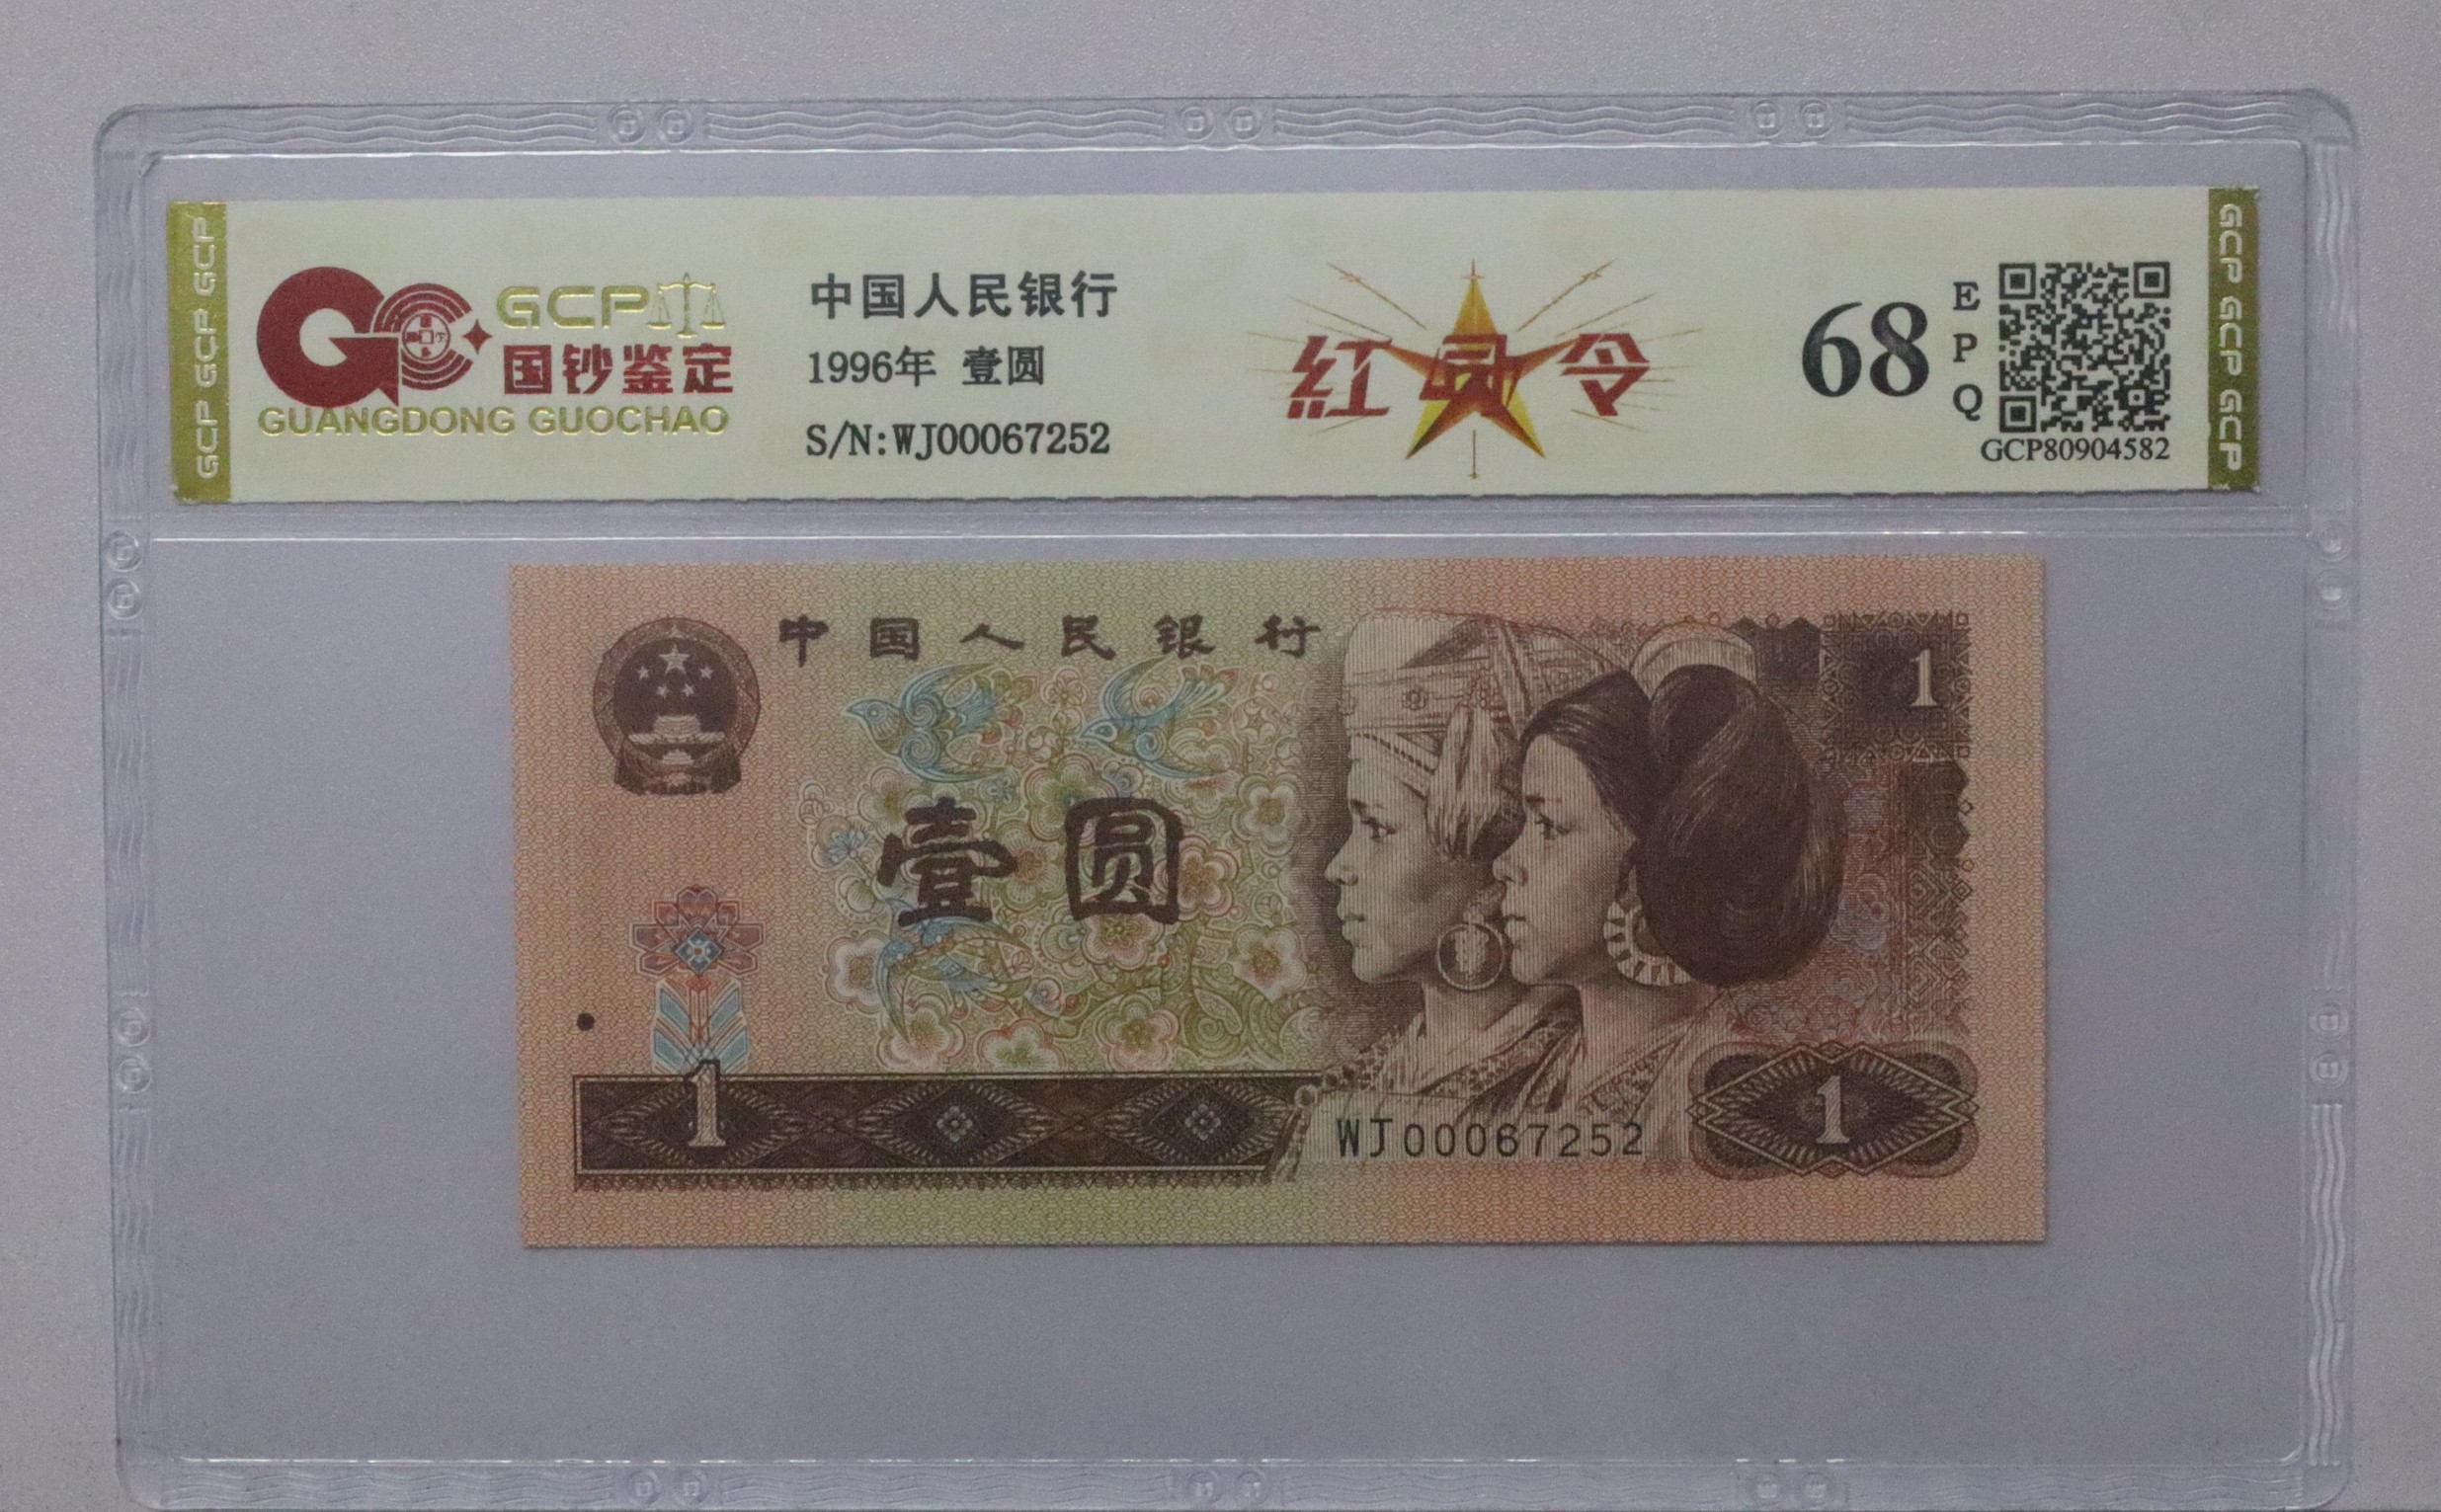 GCP GCP GCP
GCP
国钞鉴定
GUANGDONG GUOCHAO
中国人民银行
1996年 壹圆
S/N:WJ00067252
紅 令
68
E
P
Q
GCP80904582
GCP GCP GCP
中国人民银行
1
壹圆
1
WJ00067252
1